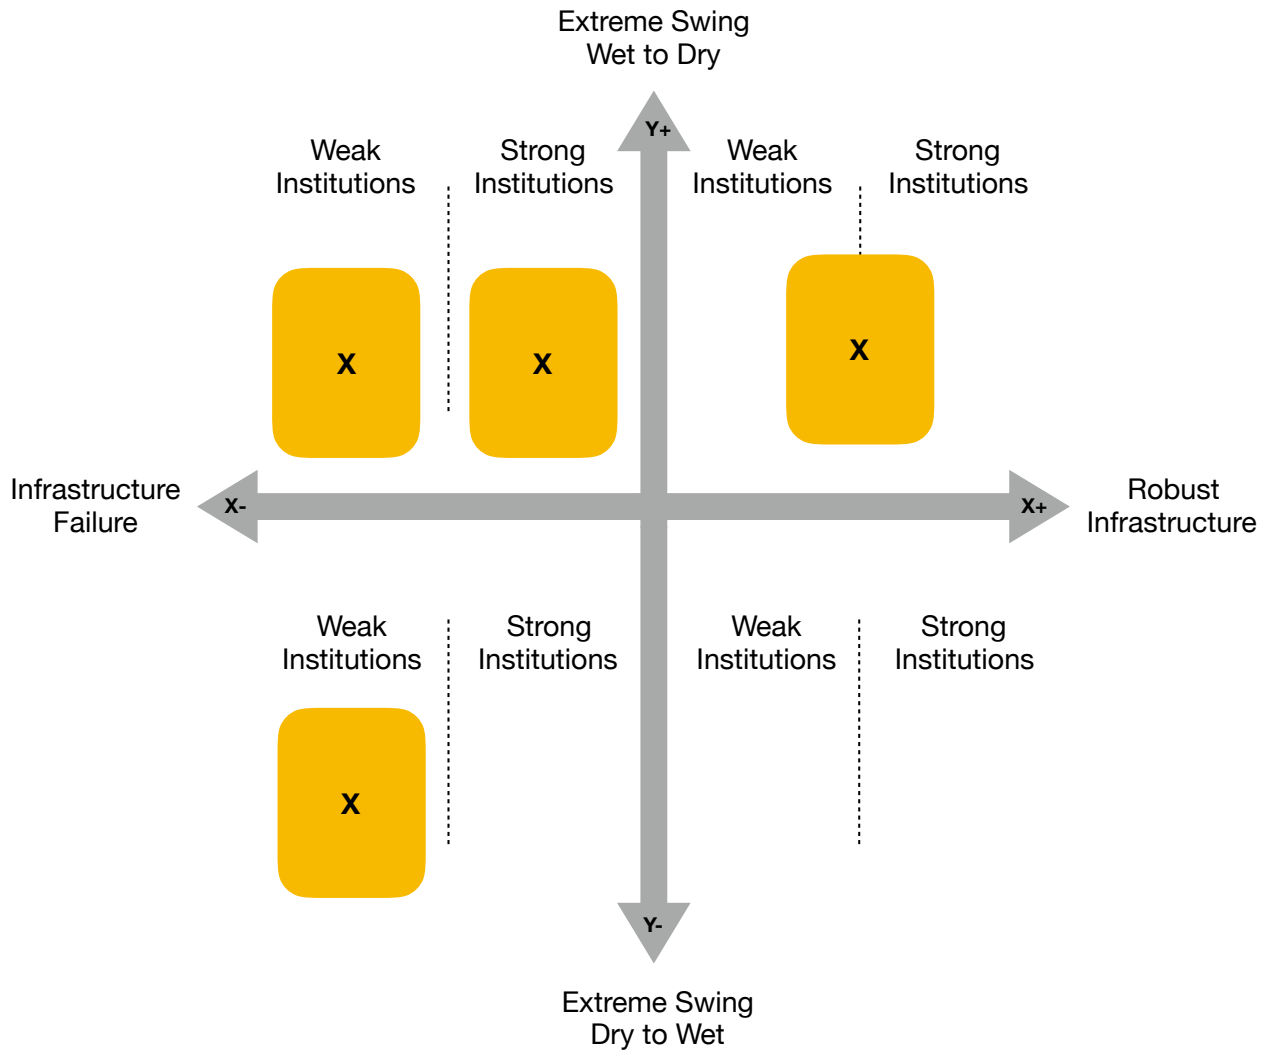 Extreme Swing
Wet to Dry
Y+
Weak
Institutions
Strong
Institutions
Weak
Institutions
Strong
Institutions
X
X
X
Infrastructure
Failure
X-
X+
Robust
Infrastructure
Weak
Institutions
Strong
Institutions
Weak
Institutions
Strong
Institutions
X
Y-
Extreme Swing
Dry to Wet